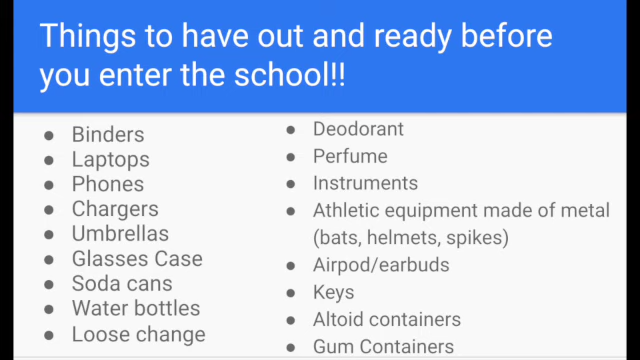 Things to have out and ready before
you enter the school!!
● Binders
● Laptops
● Phones
● Chargers
● Umbrellas
● Glasses Case
● Soda cans
● Water bottles
● Loose change
● Deodorant
● Perfume
● Instruments
● Athletic equipment made of metal
(bats, helmets, spikes)
● Airpod/earbuds
● Keys
● Altoid containers
● Gum Containers